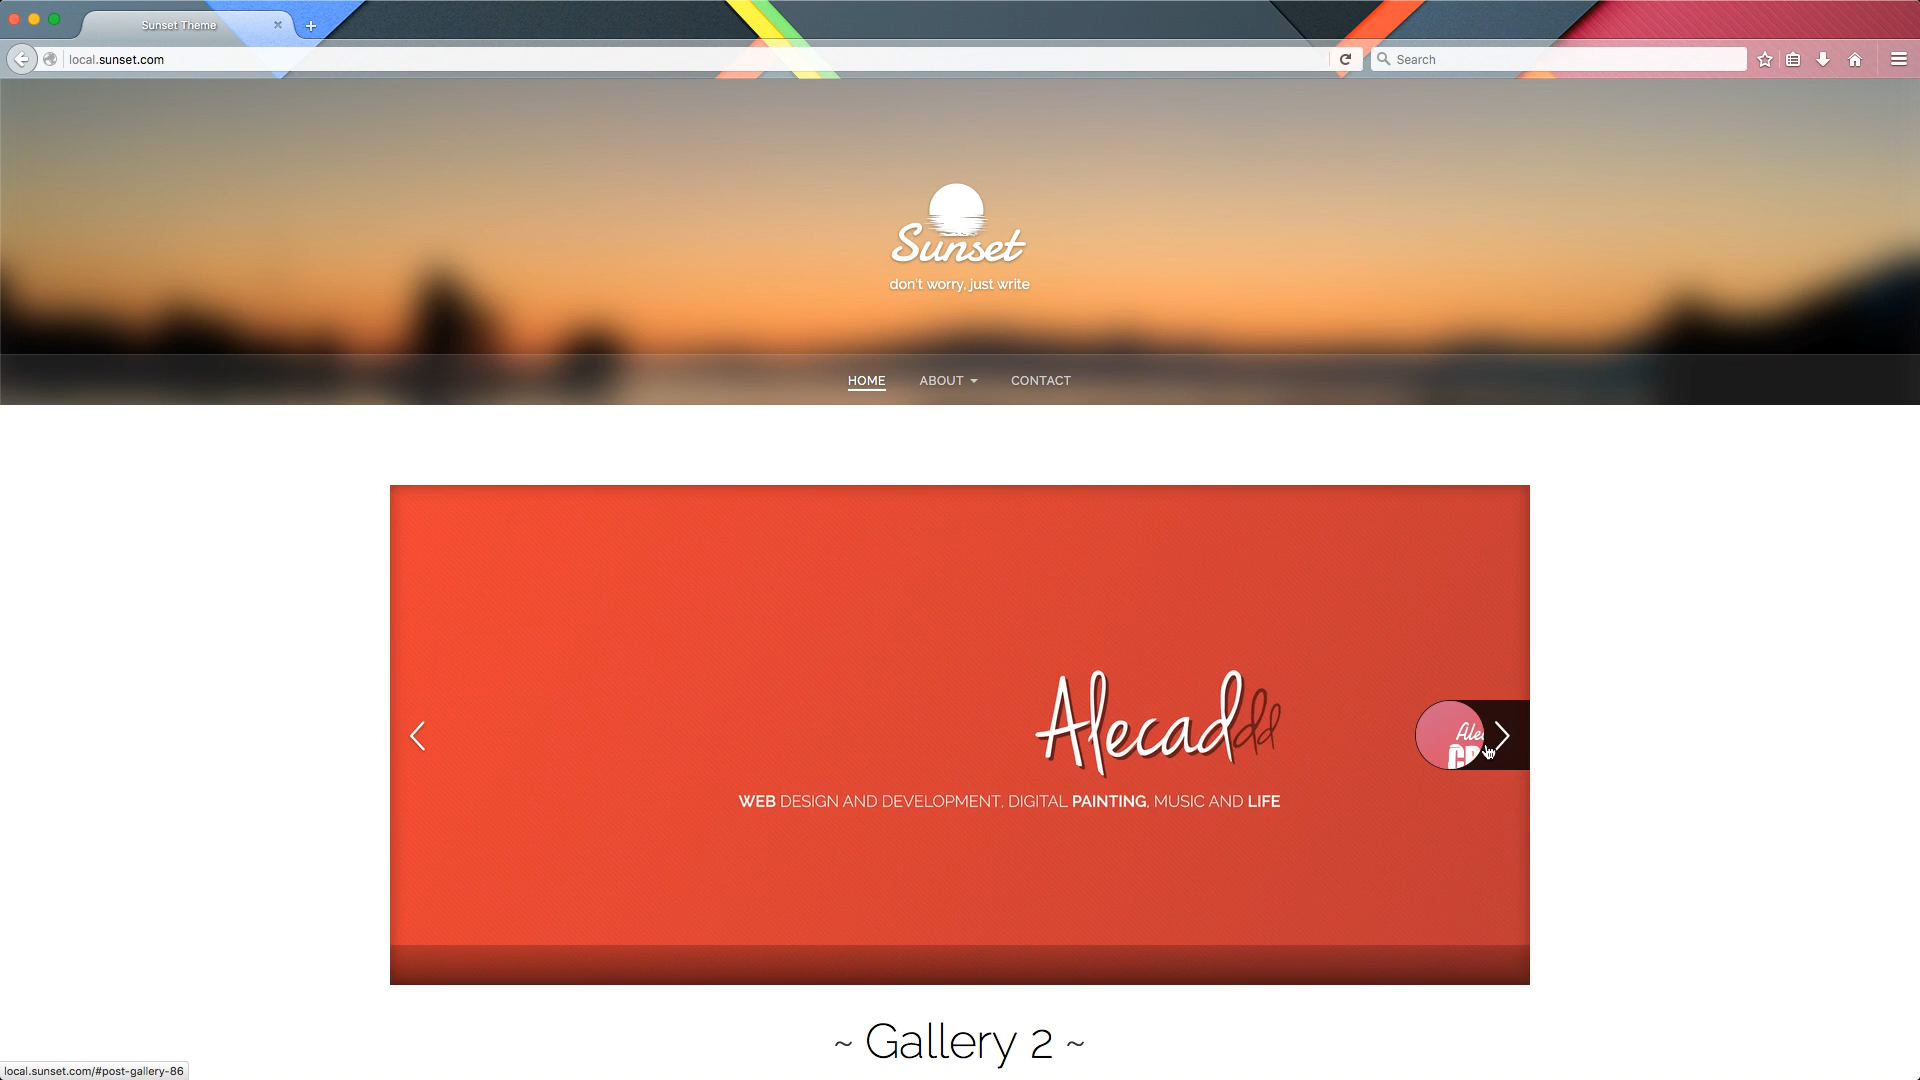 Sunset Theme
local.sunset.com
Search
Sunset
don't worry, just write
HOME ABOUT CONTACT
Alecaddd
WEB DESIGN AND DEVELOPMENT, DIGITAL PAINTING, MUSIC AND LIFE
~ Gallery 2 ~
local.sunset.com/#post-gallery-86